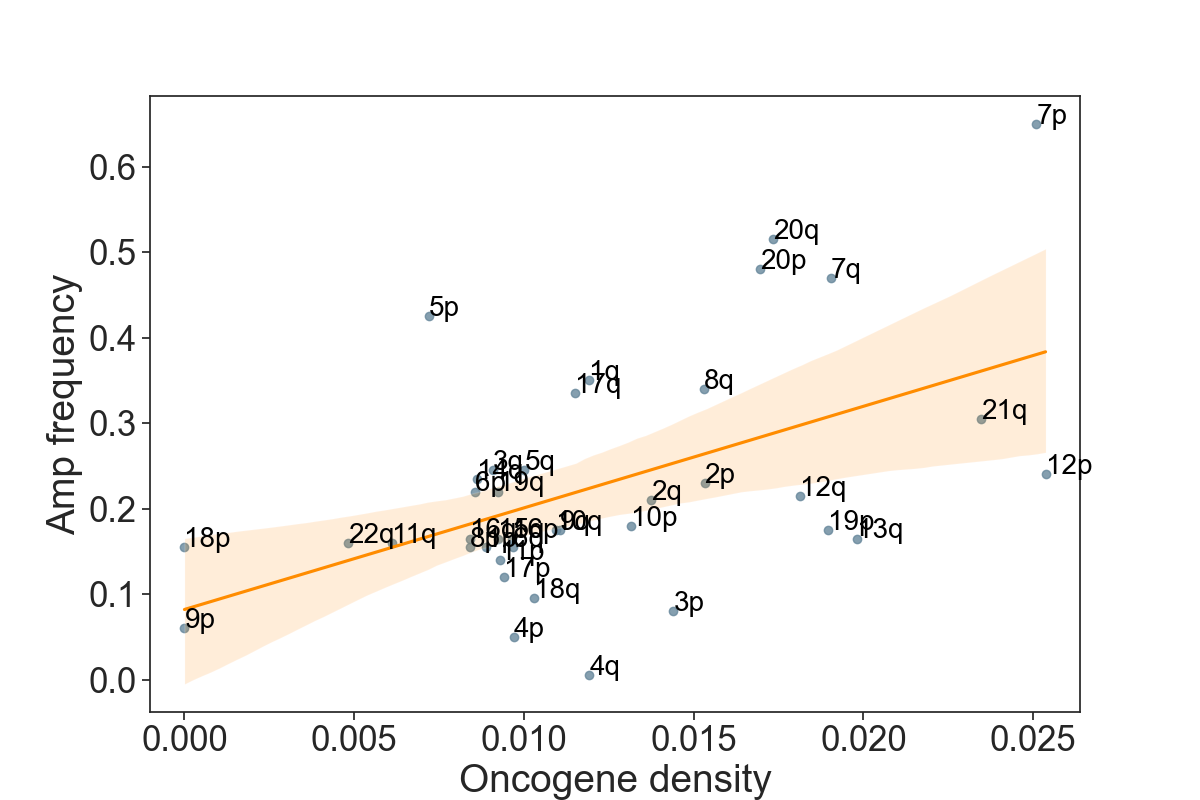 7p
0.6
20q
0.5
20p
7q
5p
0.4
1q
17q
8q
0.3
21q
3q
5q
12p
6p
19q
2p
12q
0.2
2q
10q
10p
19p
13q
18p
22q
11q
11p
17p
0.1
18q
3p
9p
4p
4q
0.0
0.000
0.005
0.010
0.015
0.020
0.025
Oncogene density
Amp frequency